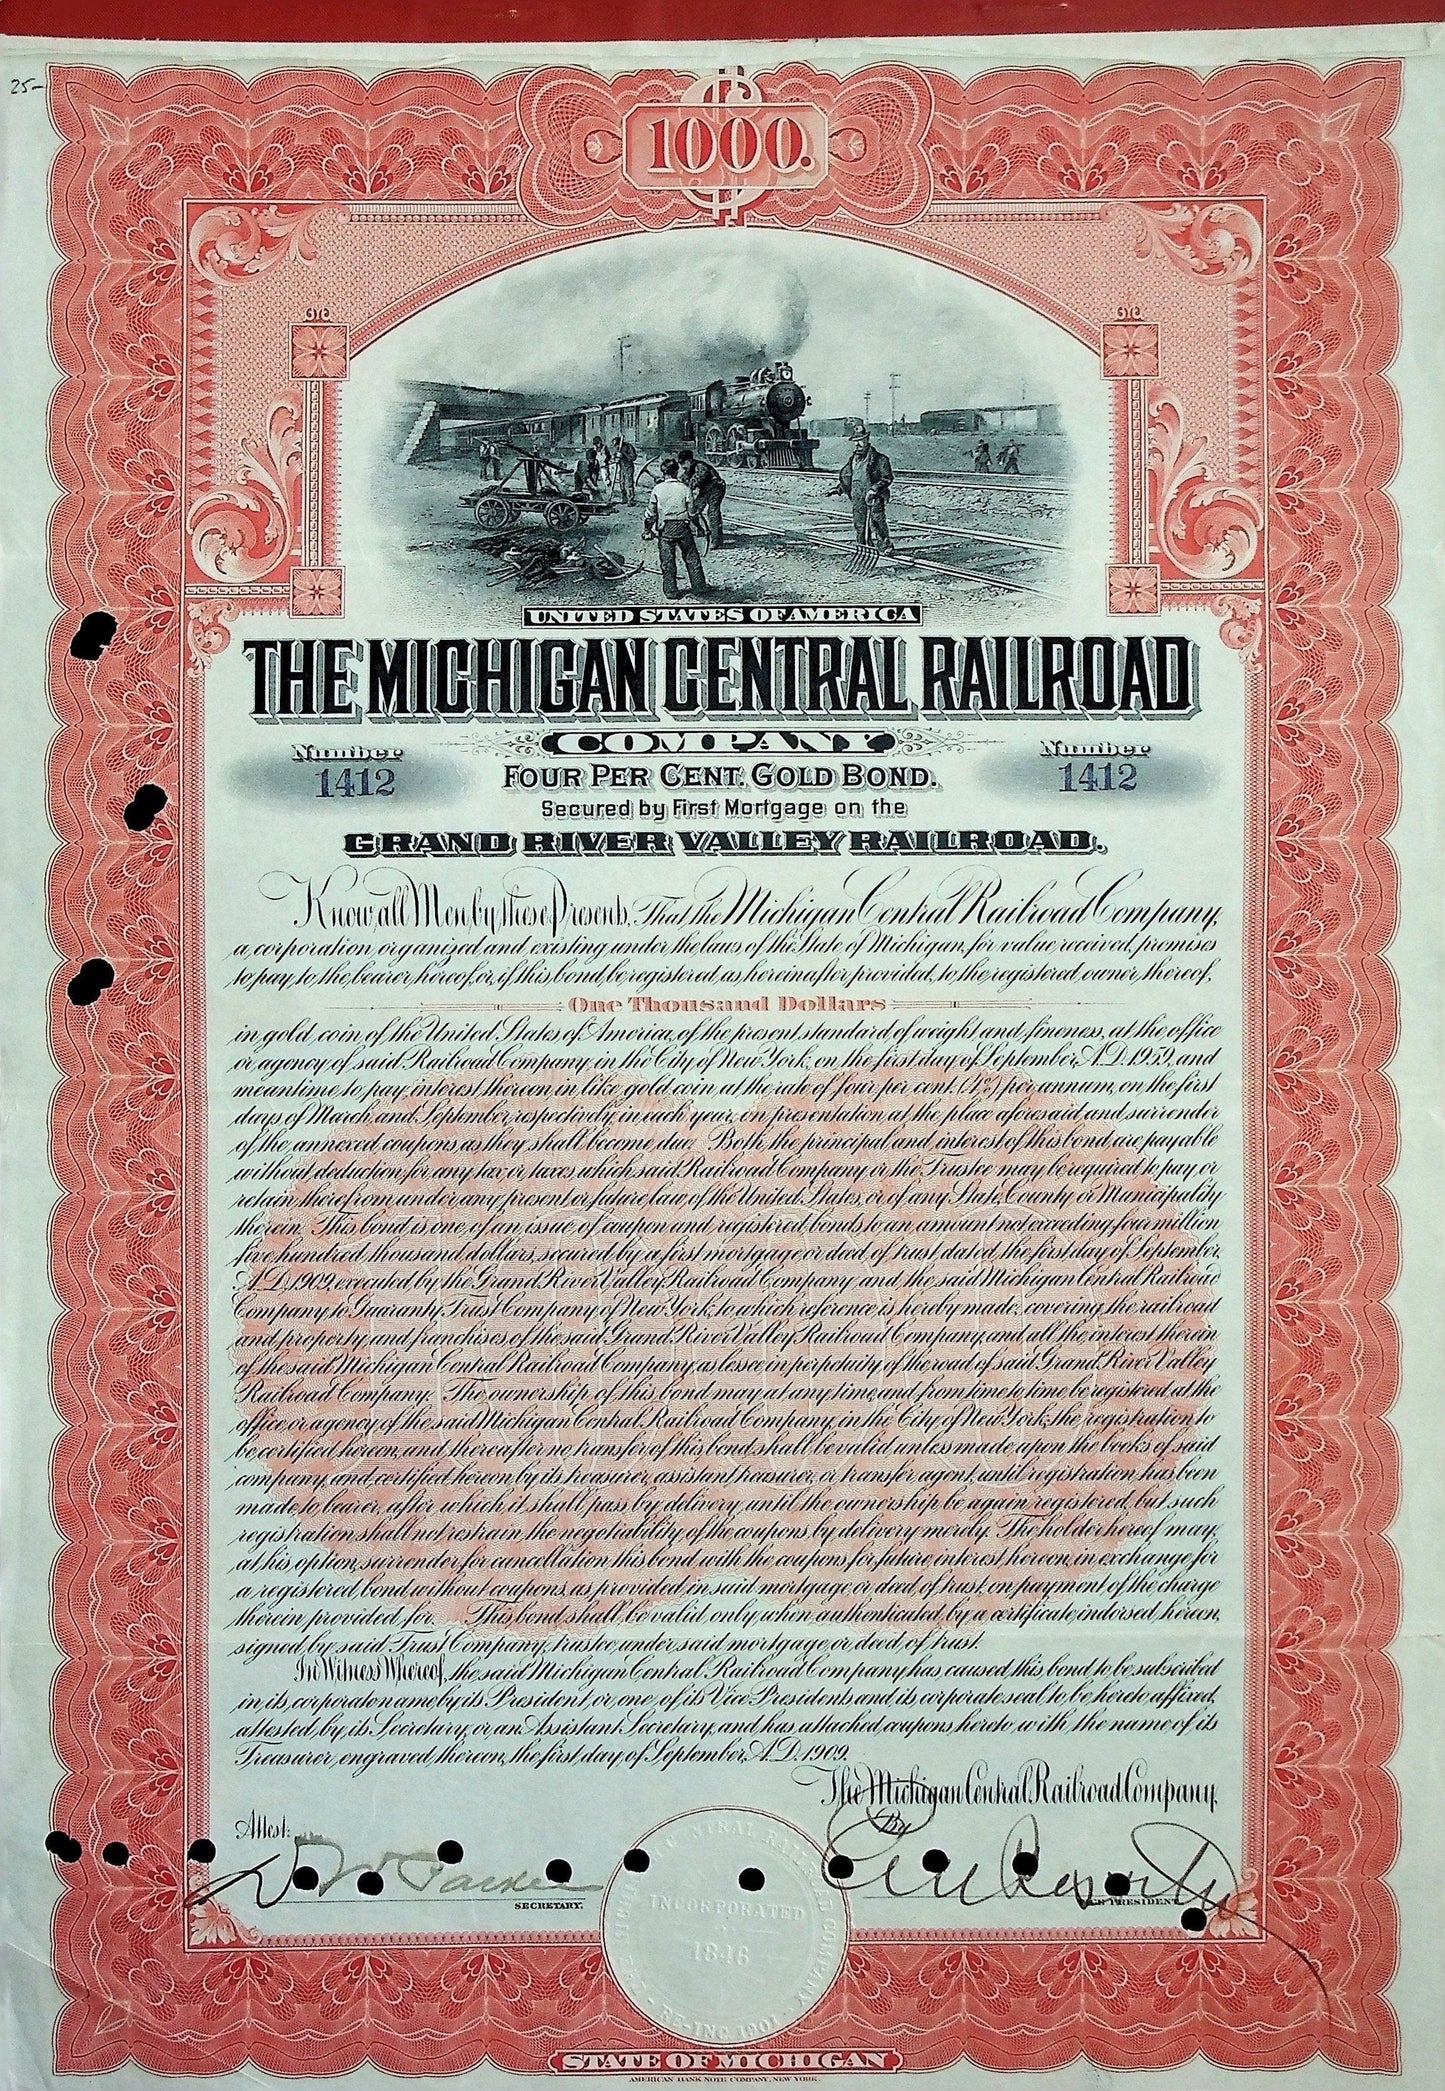 25-
1000.
UNITED STATES OF AMERICA
THE MICHIGAN CENTRAL RAILROAD
COMPANY
Number
1412
Number
1412
FOUR PER CENT. GOLD BOND.
Secured by First Mortgage on the
GRAND RIVER VALLEY RAILROAD.
Know all Men by these Presents, That the Michigan Central Railroad Company,
a corporation organized and existing under the laws of the State of Michigan, for value received, promises
to pay to the bearer hereof, or, if this bond be registered, as hereinafter provided, to the registered owner thereof,
One Thousand Dollars
in gold coin of the United States of America, of the present standard of weight and fineness, at the office
or agency of said Railroad Company, in the City of New York, on the first day of September, A.D. 1959, and
meantime to pay interest thereon in like gold coin at the rate of four per cent. (4%) per annum, on the first
days of March and September, respectively, in each year, on presentation at the place aforesaid and surrender
of the annexed coupons as they shall become due. Both the principal and interest of this bond are payable
without deduction for any tax or taxes which said Railroad Company or the Trustee may be required to pay or
retain therefrom under any present or future law of the United States, or of any State, County or Municipality
therein. This bond is one of an issue of coupon and registered bonds to an amount not exceeding four million
five hundred thousand dollars, secured by a first mortgage or deed of trust dated the first day of September,
A.D. 1909, executed by the Grand River Valley Railroad Company and the said Michigan Central Railroad
Company, to Guaranty Trust Company of New York, to which reference is hereby made, covering the railroad
and property, and franchises of the said Grand River Valley Railroad Company, and all the interest therein
of the said Michigan Central Railroad Company, as lessee in perpetuity of the road of said Grand River Valley
Railroad Company. The ownership of this bond may at any time, and from time to time be registered at the
office or agency of the said Michigan Central Railroad Company, in the City of New York, the registration to
be certified hereon, and thereafter no transfer of this bond shall be valid unless made upon the books of said
company, and certified hereon by its treasurer, assistant treasurer, or transfer agent, until registration has been
made to bearer, after which it shall pass by delivery, until the ownership be again registered, but such
registration shall not restrain the negotiability of the coupons by delivery merely. The holder hereof may,
at his option, surrender for cancellation this bond with the coupons for future interest hereon, in exchange for
a registered bond without coupons, as provided in said mortgage, or deed of trust, on payment of the charge
therein provided for. This bond shall be valid only when authenticated by a certificate, indorsed hereon,
signed by said Trust Company, trustee, under said mortgage, or deed of trust.
In Witness Whereof, the said Michigan Central Railroad Company has caused this bond to be subscribed
in its corporate name by its President, or one of its Vice-Presidents and its corporate seal to be hereto affixed,
attested by its Secretary, or an Assistant Secretary, and has attached coupons hereto, with the name of its
Treasurer, engraved thereon, the first day of September, A.D. 1909.
The Michigan Central Railroad Company,
By
Attest:
SECRETARY.
VICE PRESIDENT
CENTRAL RAILROAD COMPANY
INCORPORATED
1846
RE-INC 1901
STATE OF MICHIGAN
AMERICAN BANK NOTE COMPANY, NEW YORK.